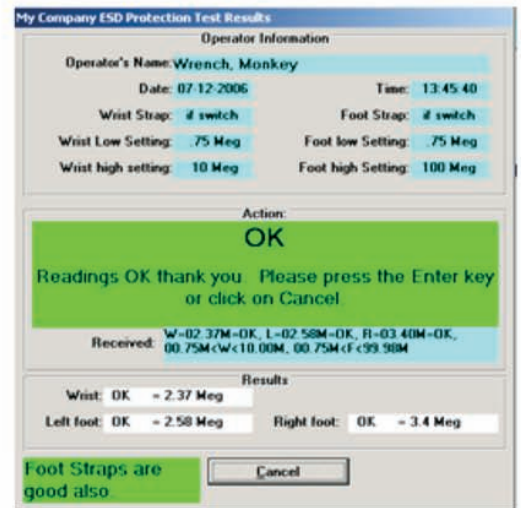 My Company ESD Protection Test Results
Operator Information
Operator's Name: Wrench, Monkey
Date: 07-12-2006 Time: 13:45:40
Wrist Strap: if switch Foot Strap: if switch
Wrist Low Setting: .75 Meg Foot low Setting: .75 Meg
Wrist high setting: 10 Meg Foot high Setting: 100 Meg
Action:
OK
Readings OK thank you. Please press the Enter key
or click on Cancel.
Received: W=02.37M=OK, L=02.58M=OK, R=03.40M=OK,
00.75M<W<10.00M, 00.75M<F<99.98M
Results
Wrist: OK = 2.37 Meg
Left foot: OK = 2.58 Meg Right foot: OK = 3.4 Meg
Foot Straps are
good also.
Cancel